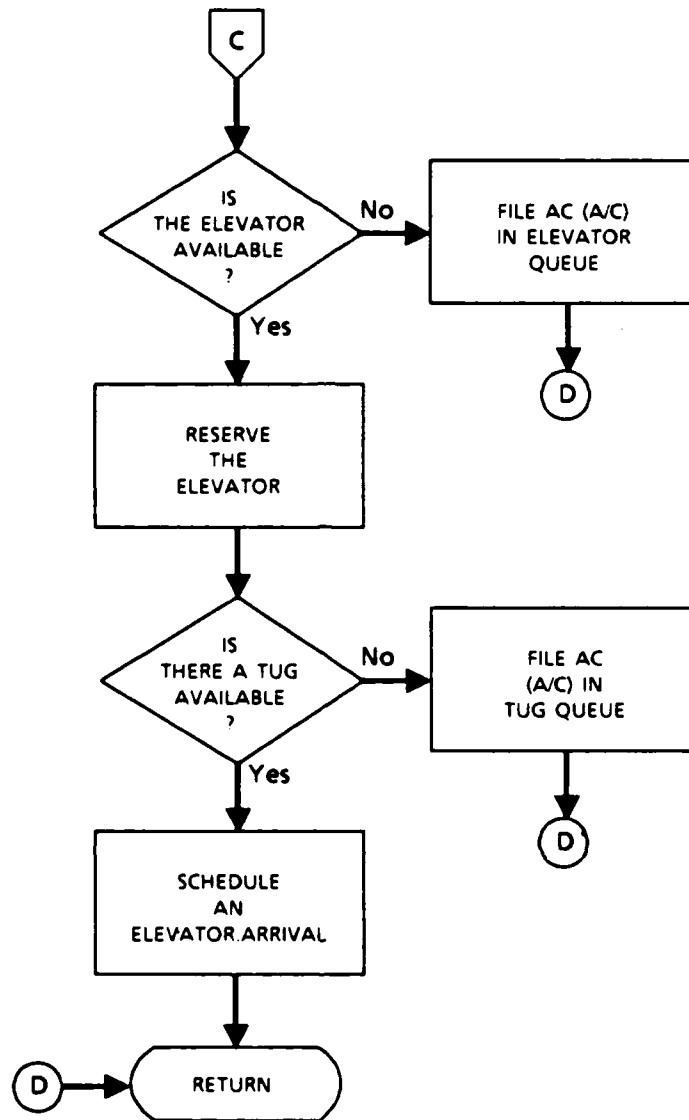 C
IS
THE ELEVATOR
AVAILABLE
?
No
FILE AC (A/C)
IN ELEVATOR
QUEUE
D
Yes
RESERVE
THE
ELEVATOR
IS
THERE A TUG
AVAILABLE
?
No
FILE AC
(A/C) IN
TUG QUEUE
D
Yes
SCHEDULE
AN
ELEVATOR.ARRIVAL
D
RETURN